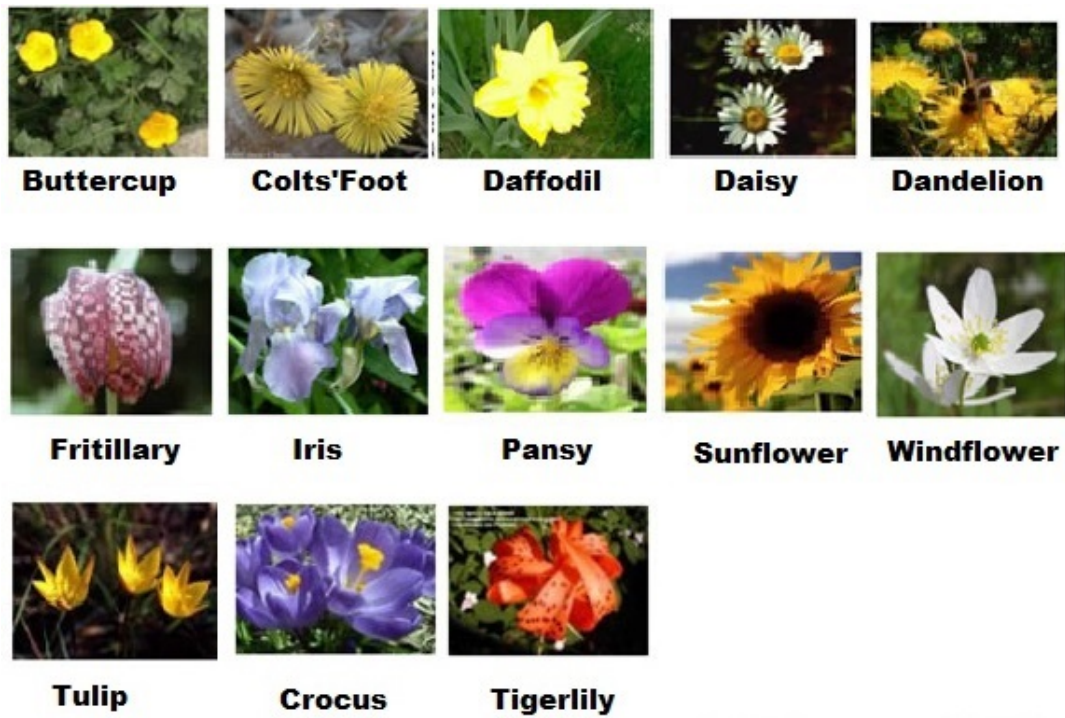 Buttercup Colts'Foot Daffodil Daisy Dandelion
Fritillary Iris Pansy Sunflower Windflower
Tulip Crocus Tigerlily